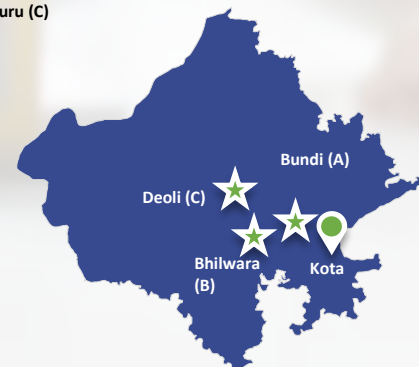 uru (C)
Bundi (A)
Deoli (C)
Bhilwara
(B)
Kota